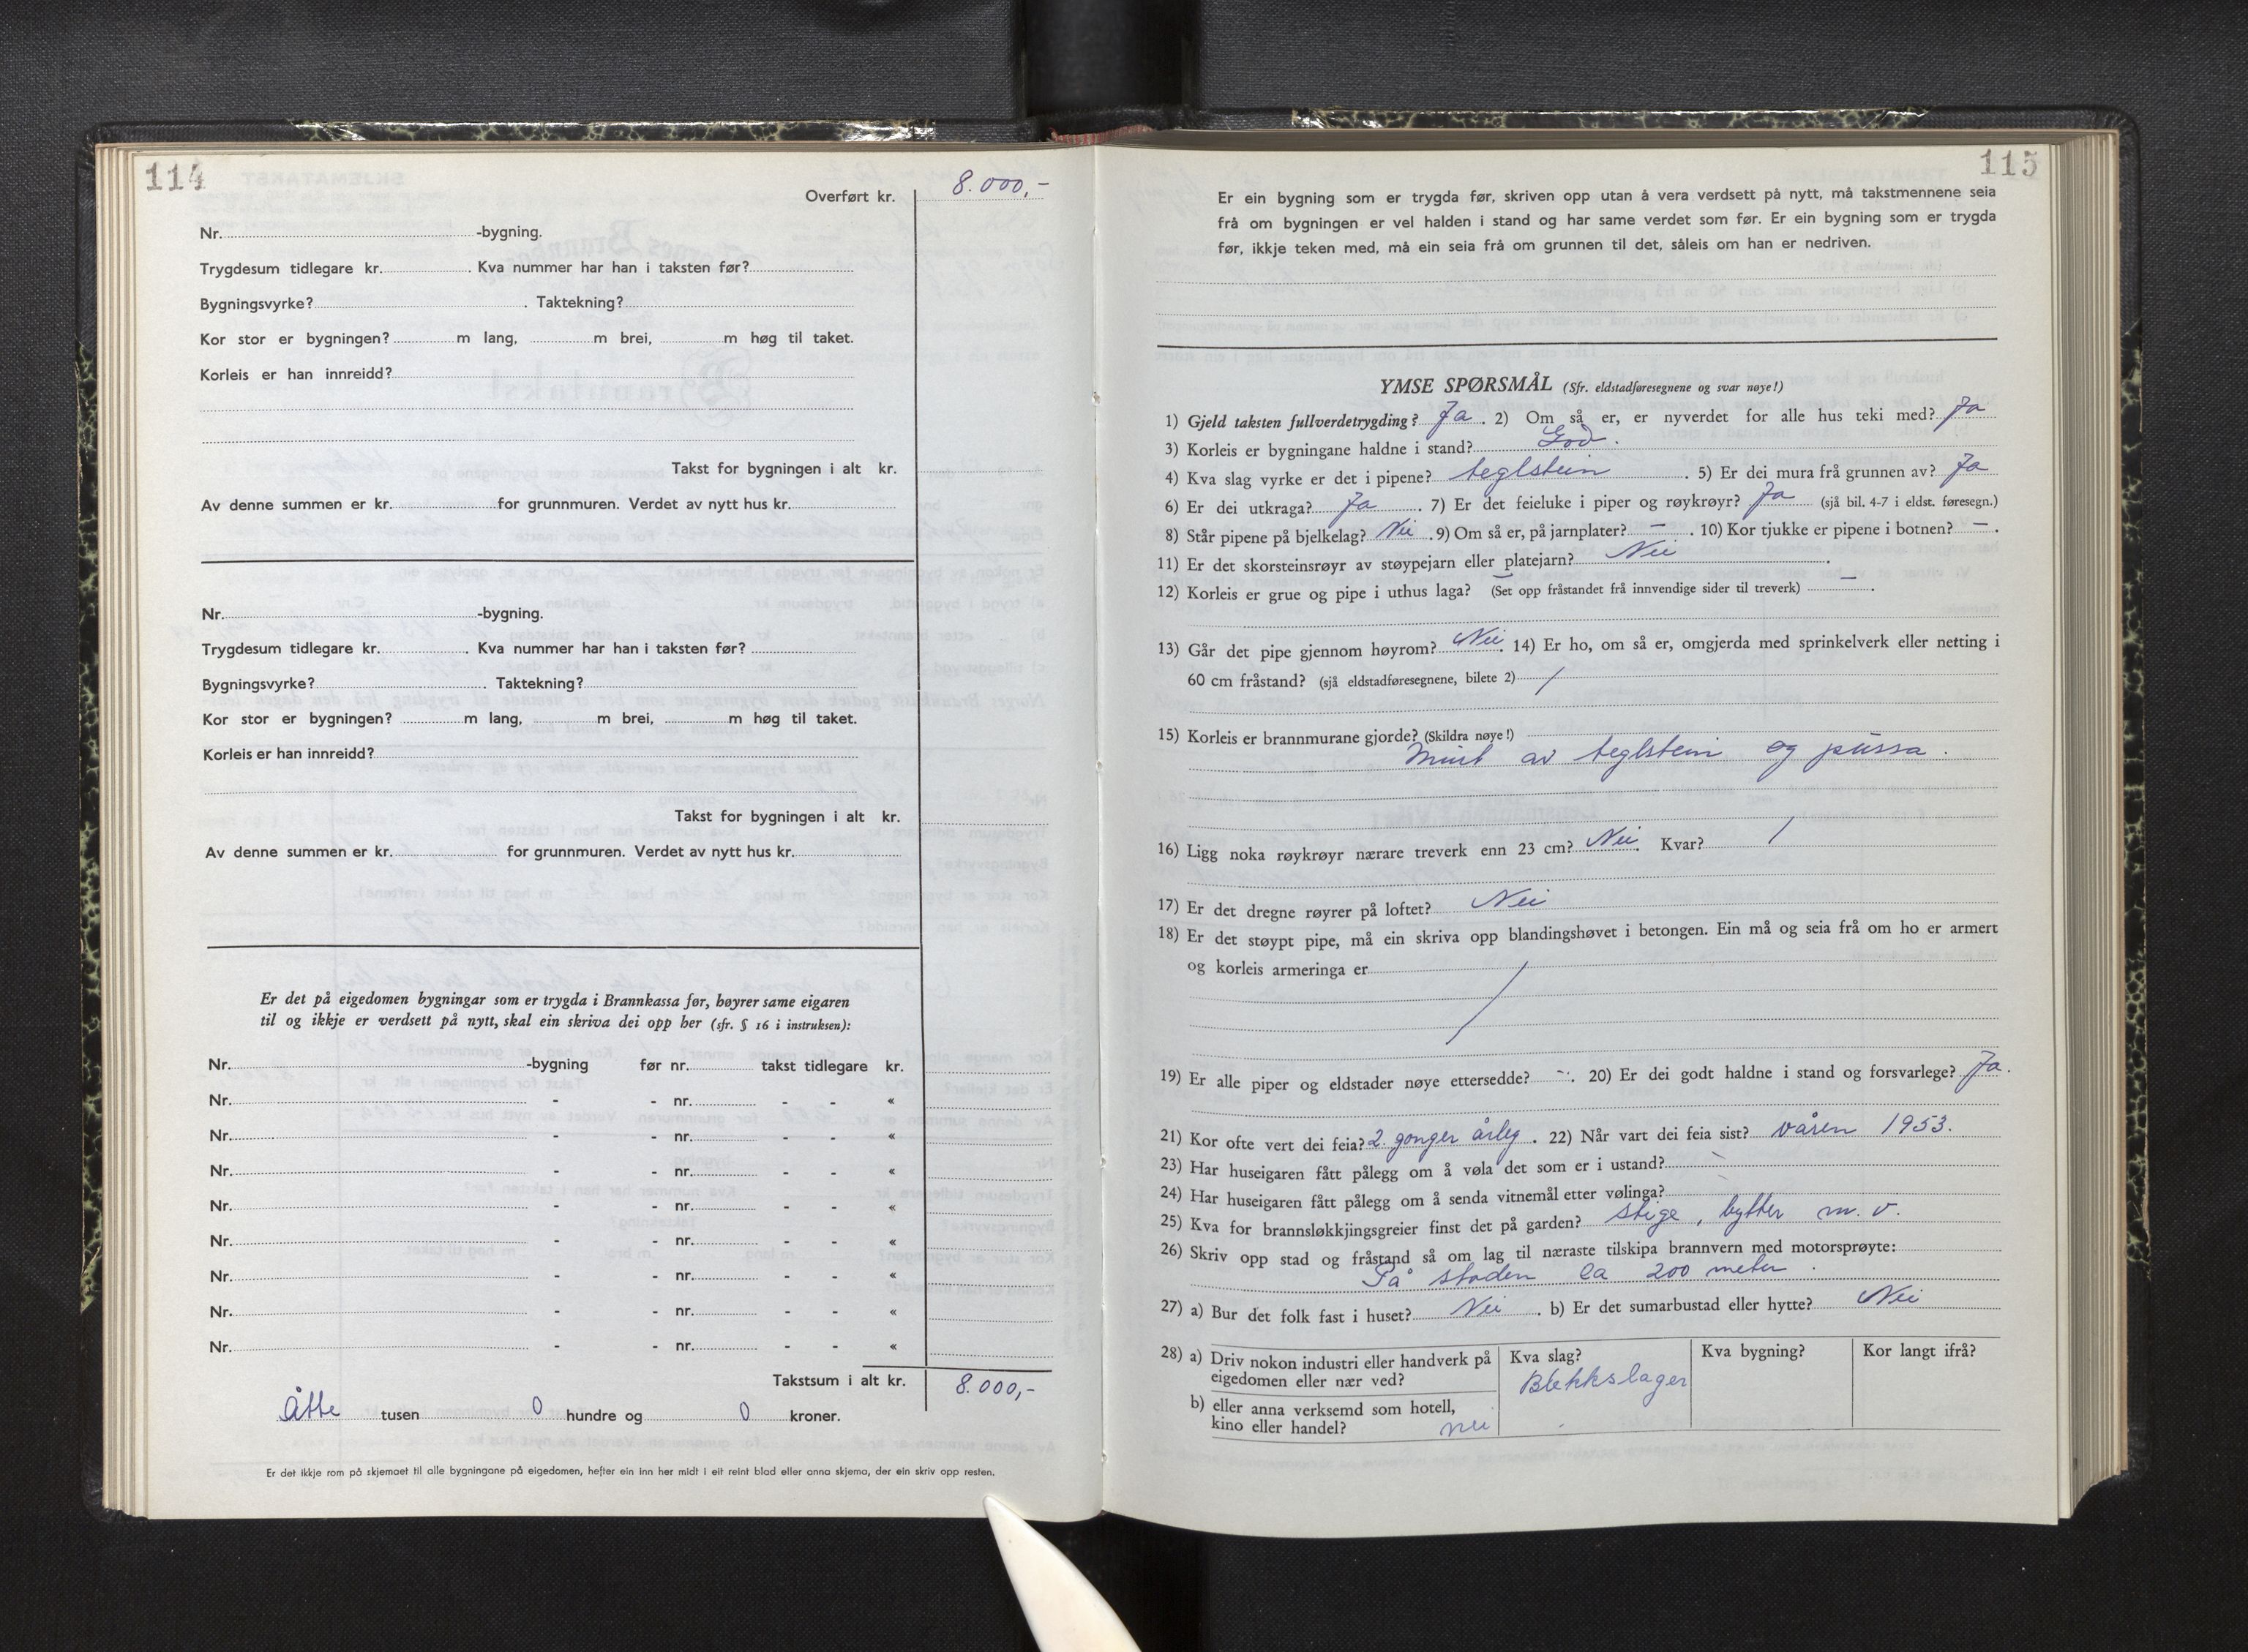 114
Overført kr. 8.000,-
Nr. -bygning.
Trygdesum tidlegare kr. . Kva nummer har han i taksten før?
Bygningsvyrke? . Taktekning?
Kor stor er bygningen? m lang, m brei, m høg til taket.
Korleis er han innreidd?
Takst for bygningen i alt kr.
Av denne summen er kr. for grunnmuren. Verdet av nytt hus kr.
Nr. -bygning.
Trygdesum tidlegare kr. . Kva nummer har han i taksten før?
Bygningsvyrke? . Taktekning?
Kor stor er bygningen? m lang, m brei, m høg til taket.
Korleis er han innreidd?
Takst for bygningen i alt kr.
Av denne summen er kr. for grunnmuren. Verdet av nytt hus kr.
Er det på eigedomen bygningar som er trygda i Brannkassa før, høyrer same eigaren
til og ikkje er verdsett på nytt, skal ein skriva dei opp her (sfr. § 16 i instruksen):
Nr. -bygning før nr. takst tidlegare kr.
Nr. - - nr. - - «
Nr. - - nr. - - «
Nr. - - nr. - - «
Nr. - - nr. - - «
Nr. - - nr. - - «
Nr. - - nr. - - «
Nr. - - nr. - - «
Nr. - - nr. - - «
Takstsum i alt kr. 8.000,-
Åtte tusen 0 hundre og 0 kroner.
Er det ikkje rom på skjemaet til alle bygningane på eigedomen, hefter ein inn her midt i eit reint blad eller anna skjema, der ein skriv opp resten.
115
Er ein bygning som er trygda før, skriven opp utan å vera verdsett på nytt, må takstmennene seia
frå om bygningen er vel halden i stand og har same verdet som før. Er ein bygning som er trygda
før, ikkje teken med, må ein seia frå om grunnen til det, såleis om han er nedriven.
YMSE SPØRSMÅL (Sfr. eldstadføresegnene og svar nøye!)
1) Gjeld taksten fullverdetrygding? Ja . 2) Om så er, er nyverdet for alle hus teki med? Ja
3) Korleis er bygningane haldne i stand? God.
4) Kva slag vyrke er det i pipene? teglstein . 5) Er dei mura frå grunnen av? Ja
6) Er dei utkraga? Ja . 7) Er det feieluke i piper og røykrøyr? Ja (sjå bil. 4-7 i eldst. føresegn.)
8) Står pipene på bjelkelag? Nei . 9) Om så er, på jarnplater? — . 10) Kor tjukke er pipene i botnen? — .
11) Er det skorsteinsrøyr av støypejarn eller platejarn? Nei .
12) Korleis er grue og pipe i uthus laga? (Set opp fråstandet frå innvendige sider til treverk) — .
13) Går det pipe gjennom høyrom? Nei . 14) Er ho, om så er, omgjerda med sprinkelverk eller netting i
60 cm fråstand? (sjå eldstadføresegnene, bilete 2) /
15) Korleis er brannmurane gjorde? (Skildra nøye!)
Murt av teglstein og pussa.
16) Ligg noka røykrøyr nærare treverk enn 23 cm? Nei. Kvar? /
17) Er det dregne røyrer på loftet? Nei
18) Er det støypt pipe, må ein skriva opp blandingshøvet i betongen. Ein må og seia frå om ho er armert
og korleis armeringa er /
19) Er alle piper og eldstader nøye ettersedde? -. 20) Er dei godt haldne i stand og forsvarlege? Ja.
21) Kor ofte vert dei feia? 2 gonger årleg . 22) Når vart dei feia sist? våren 1953.
23) Har huseigaren fått pålegg om å vøla det som er i ustand? -
24) Har huseigaren fått pålegg om å senda vitnemål etter vølinga? -
25) Kva for brannsløkkjingsgreier finst det på garden? stige, bytter m.v.
26) Skriv opp stad og fråstand så om lag til næraste tilskipa brannvern med motorsprøyte:
På staden ca 200 meter.
27) a) Bur det folk fast i huset? Nei . b) Er det sumarbustad eller hytte? Nei
28) a) Driv nokon industri eller handverk på Kva slag? Kva bygning? Kor langt ifrå?
eigedomen eller nær ved? Blekkslager
b) eller anna verksemd som hotell,
kino eller handel? nei -